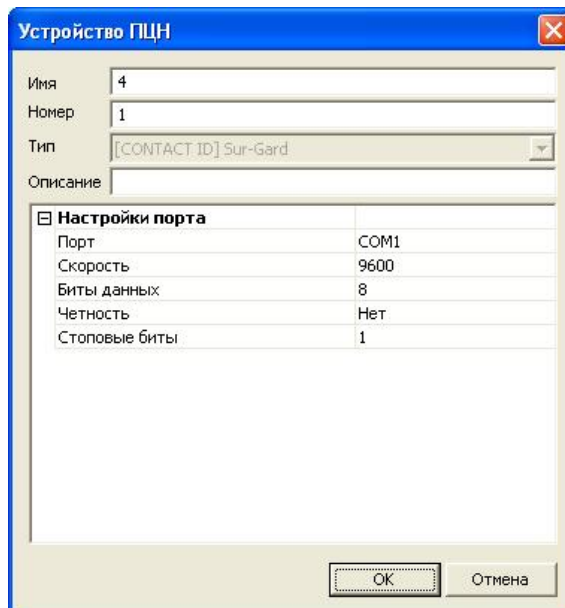 Устройство ПЦН
Имя 4
Номер 1
Тип [CONTACT ID] Sur-Gard
Описание
Настройки порта
Порт COM1
Скорость 9600
Биты данных 8
Четность Нет
Стоповые биты 1
OK Отмена